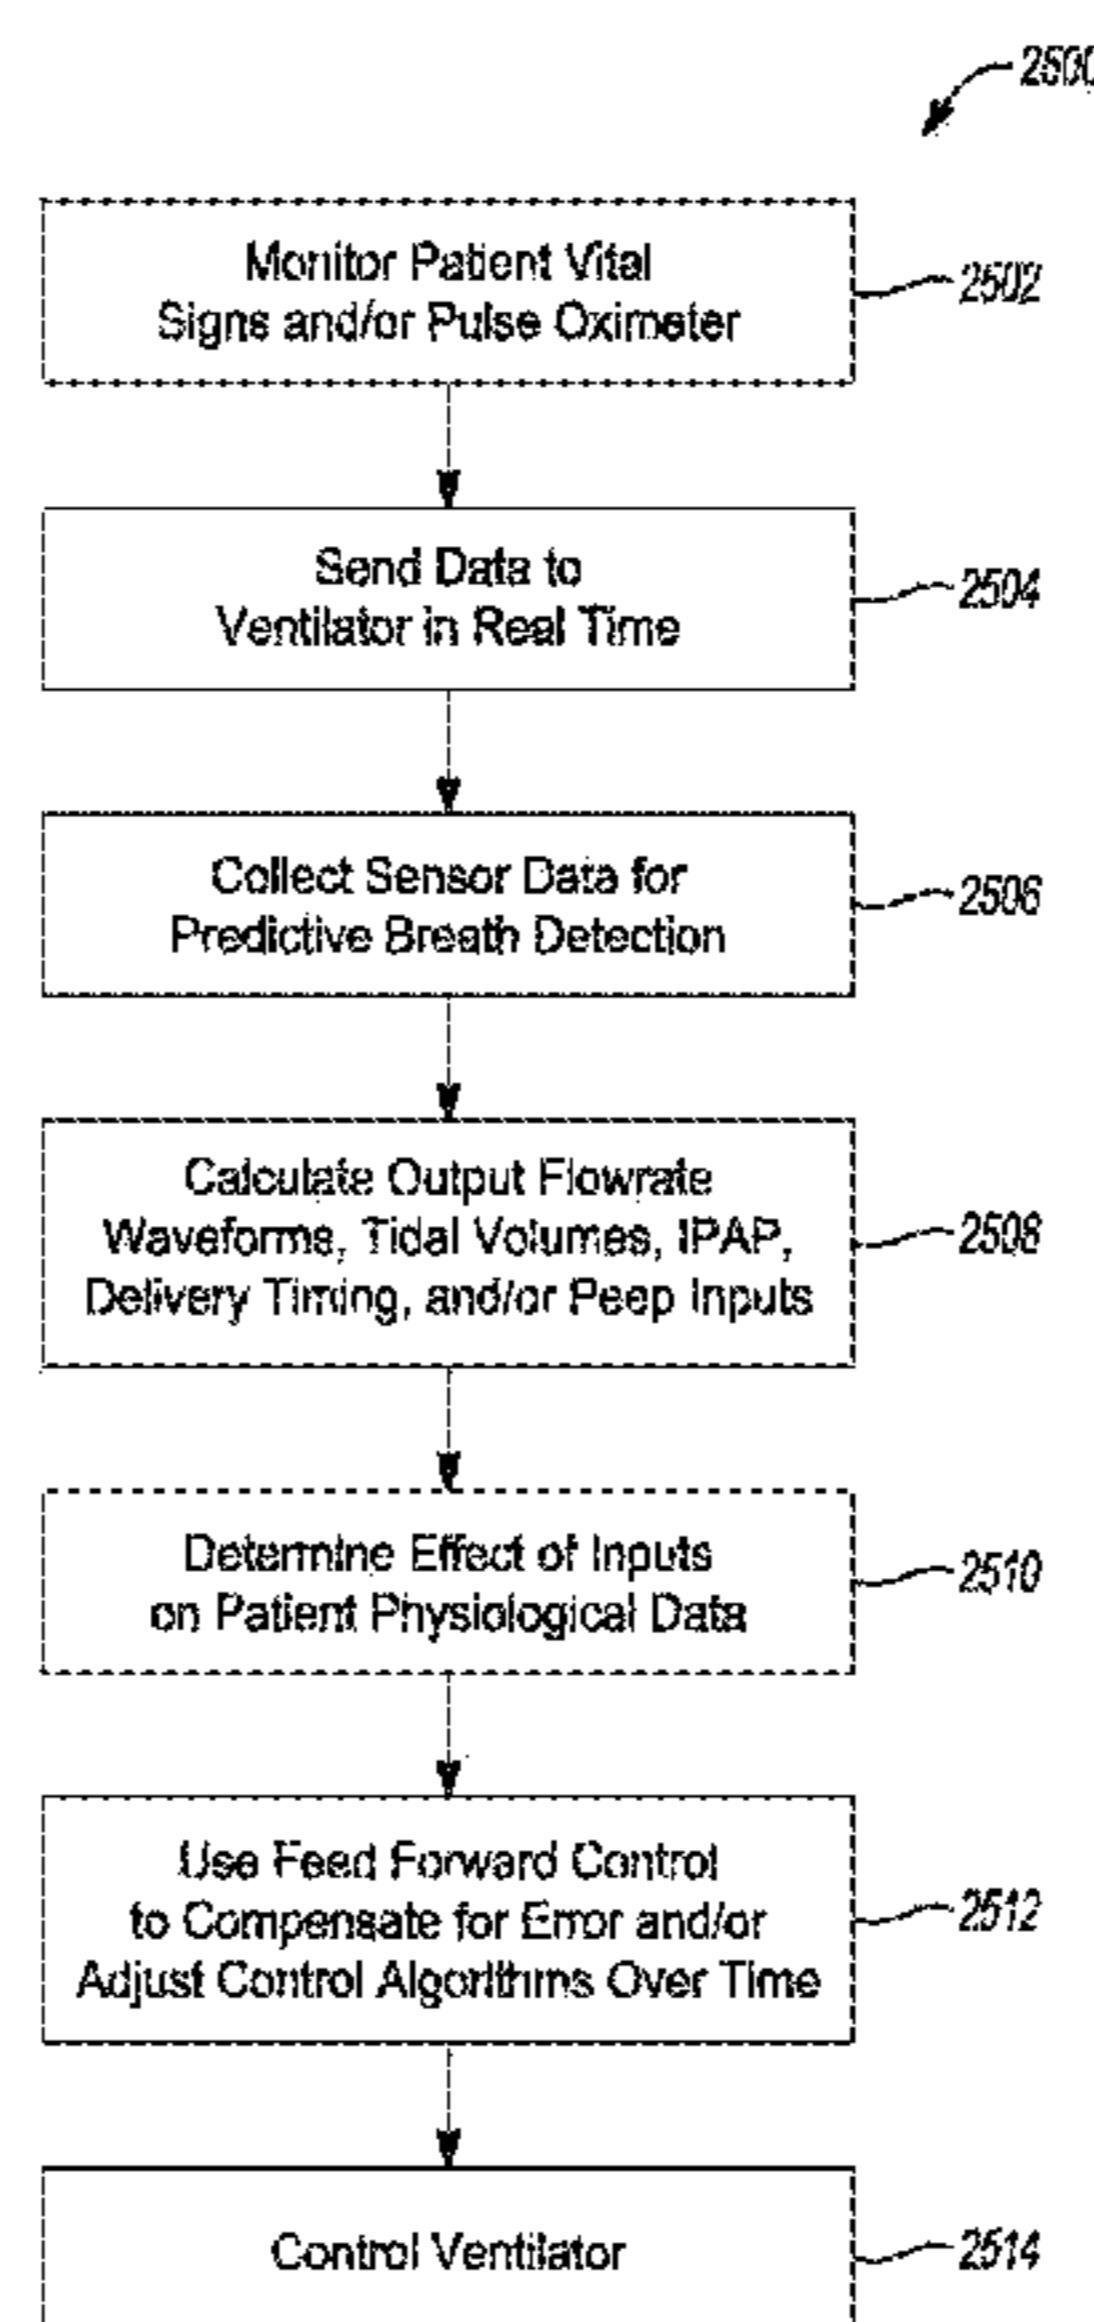 2500
Monitor Patient Vital
Signs and/or Pulse Oximeter
2502
Send Data to
Ventilator in Real Time
2504
Collect Sensor Data for
Predictive Breath Detection
2506
Calculate Output Flowrate
Waveforms, Tidal Volumes, IPAP,
Delivery Timing, and/or Peep Inputs
2508
Determine Effect of Inputs
on Patient Physiological Data
2510
Use Feed Forward Control
to Compensate for Error and/or
Adjust Control Algorithms Over Time
2512
Control Ventilator
2514